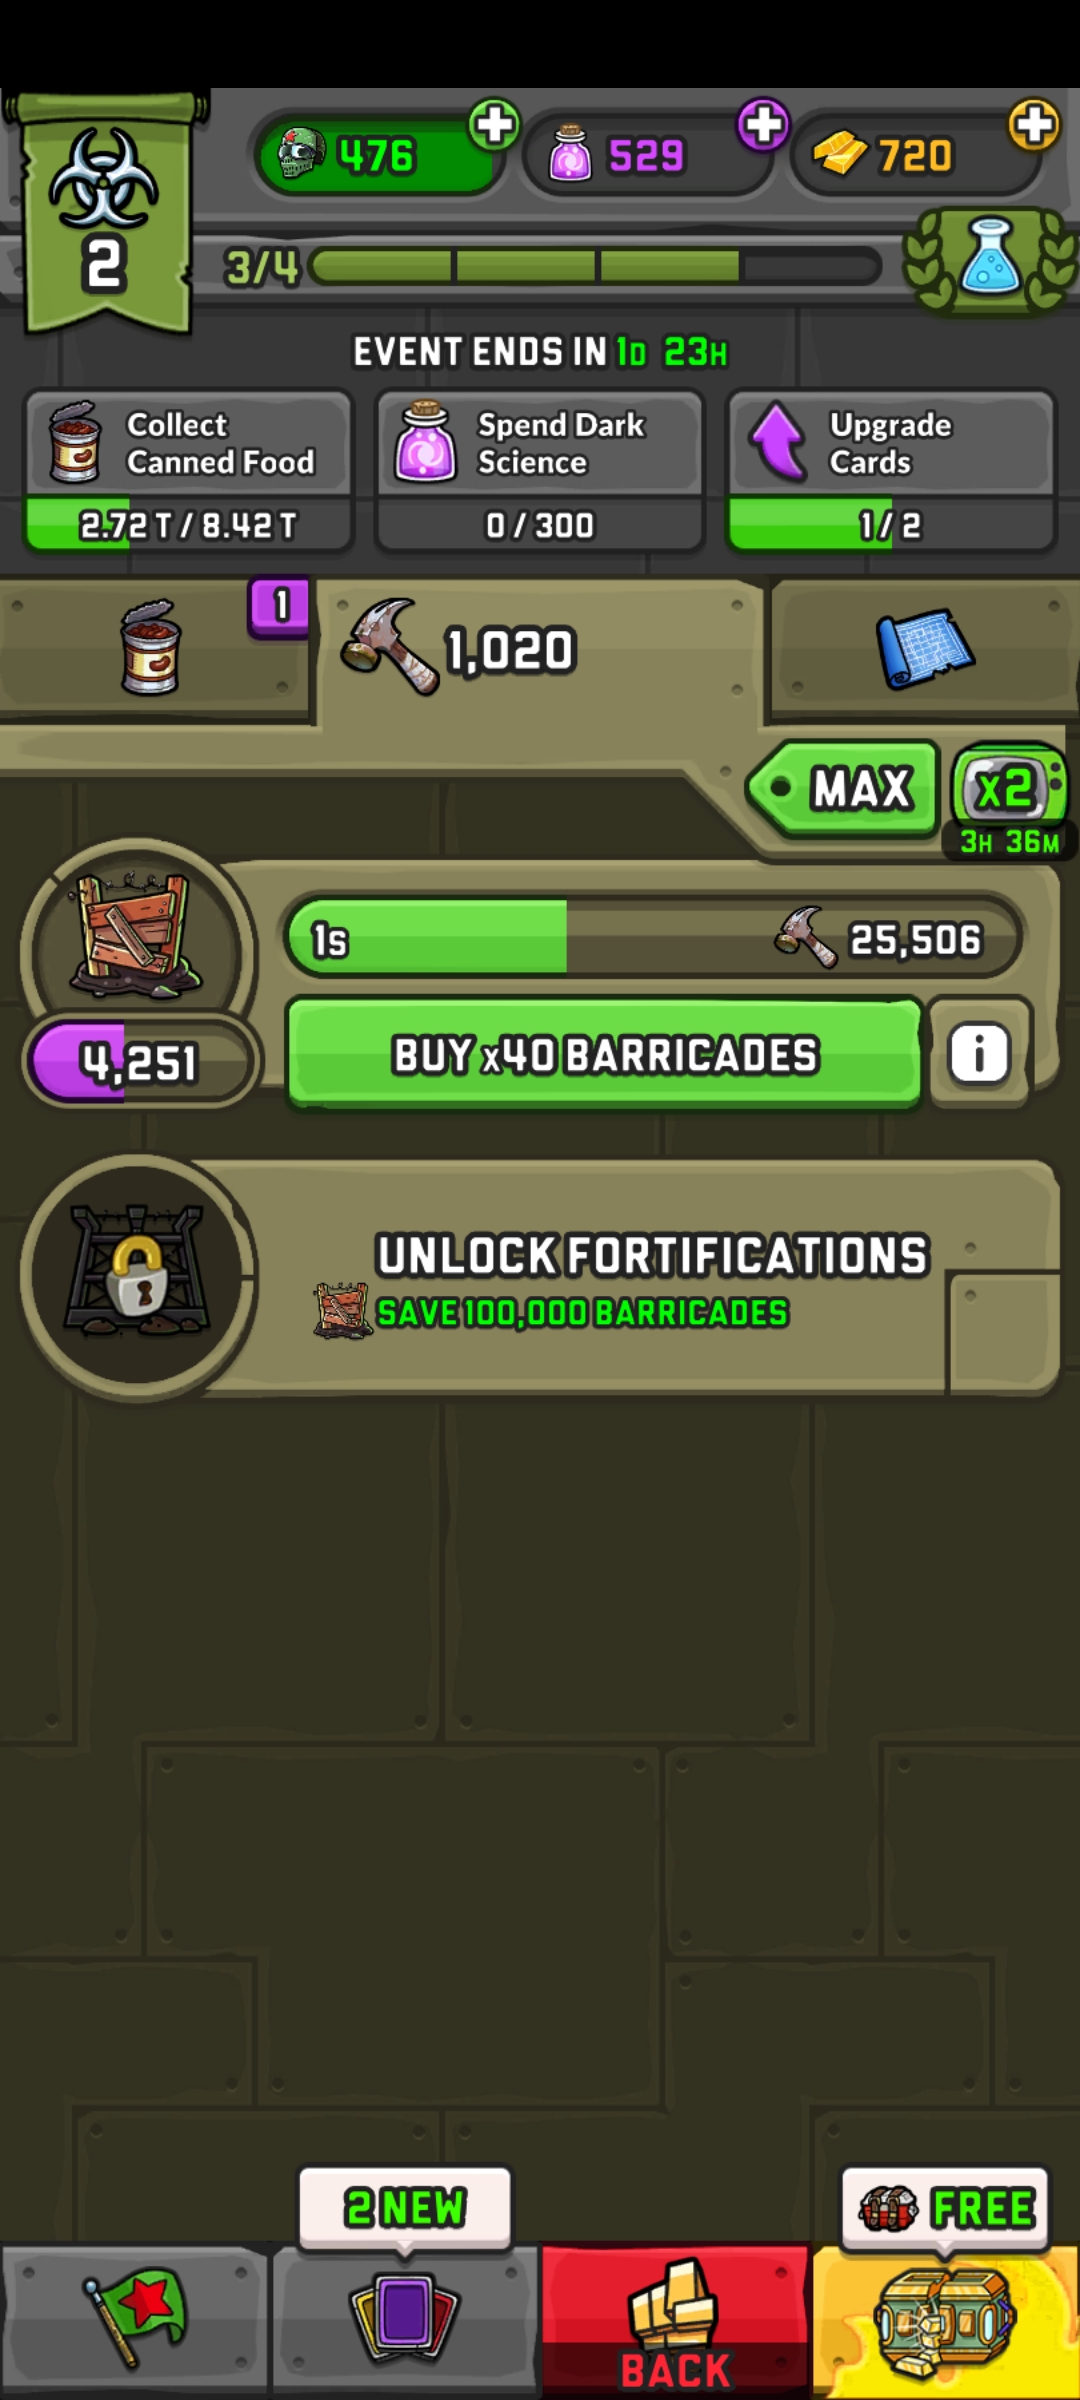 2
476
529
720
3/4
EVENT ENDS IN 1D 23H
Collect
Canned Food
2.72 T / 8.42 T
Spend Dark
Science
0 / 300
Upgrade
Cards
1 / 2
1
1,020
MAX
x2
3H 36M
1s
25,506
4,251
BUY x40 BARRICADES
i
UNLOCK FORTIFICATIONS
SAVE 100,000 BARRICADES
2 NEW
FREE
BACK